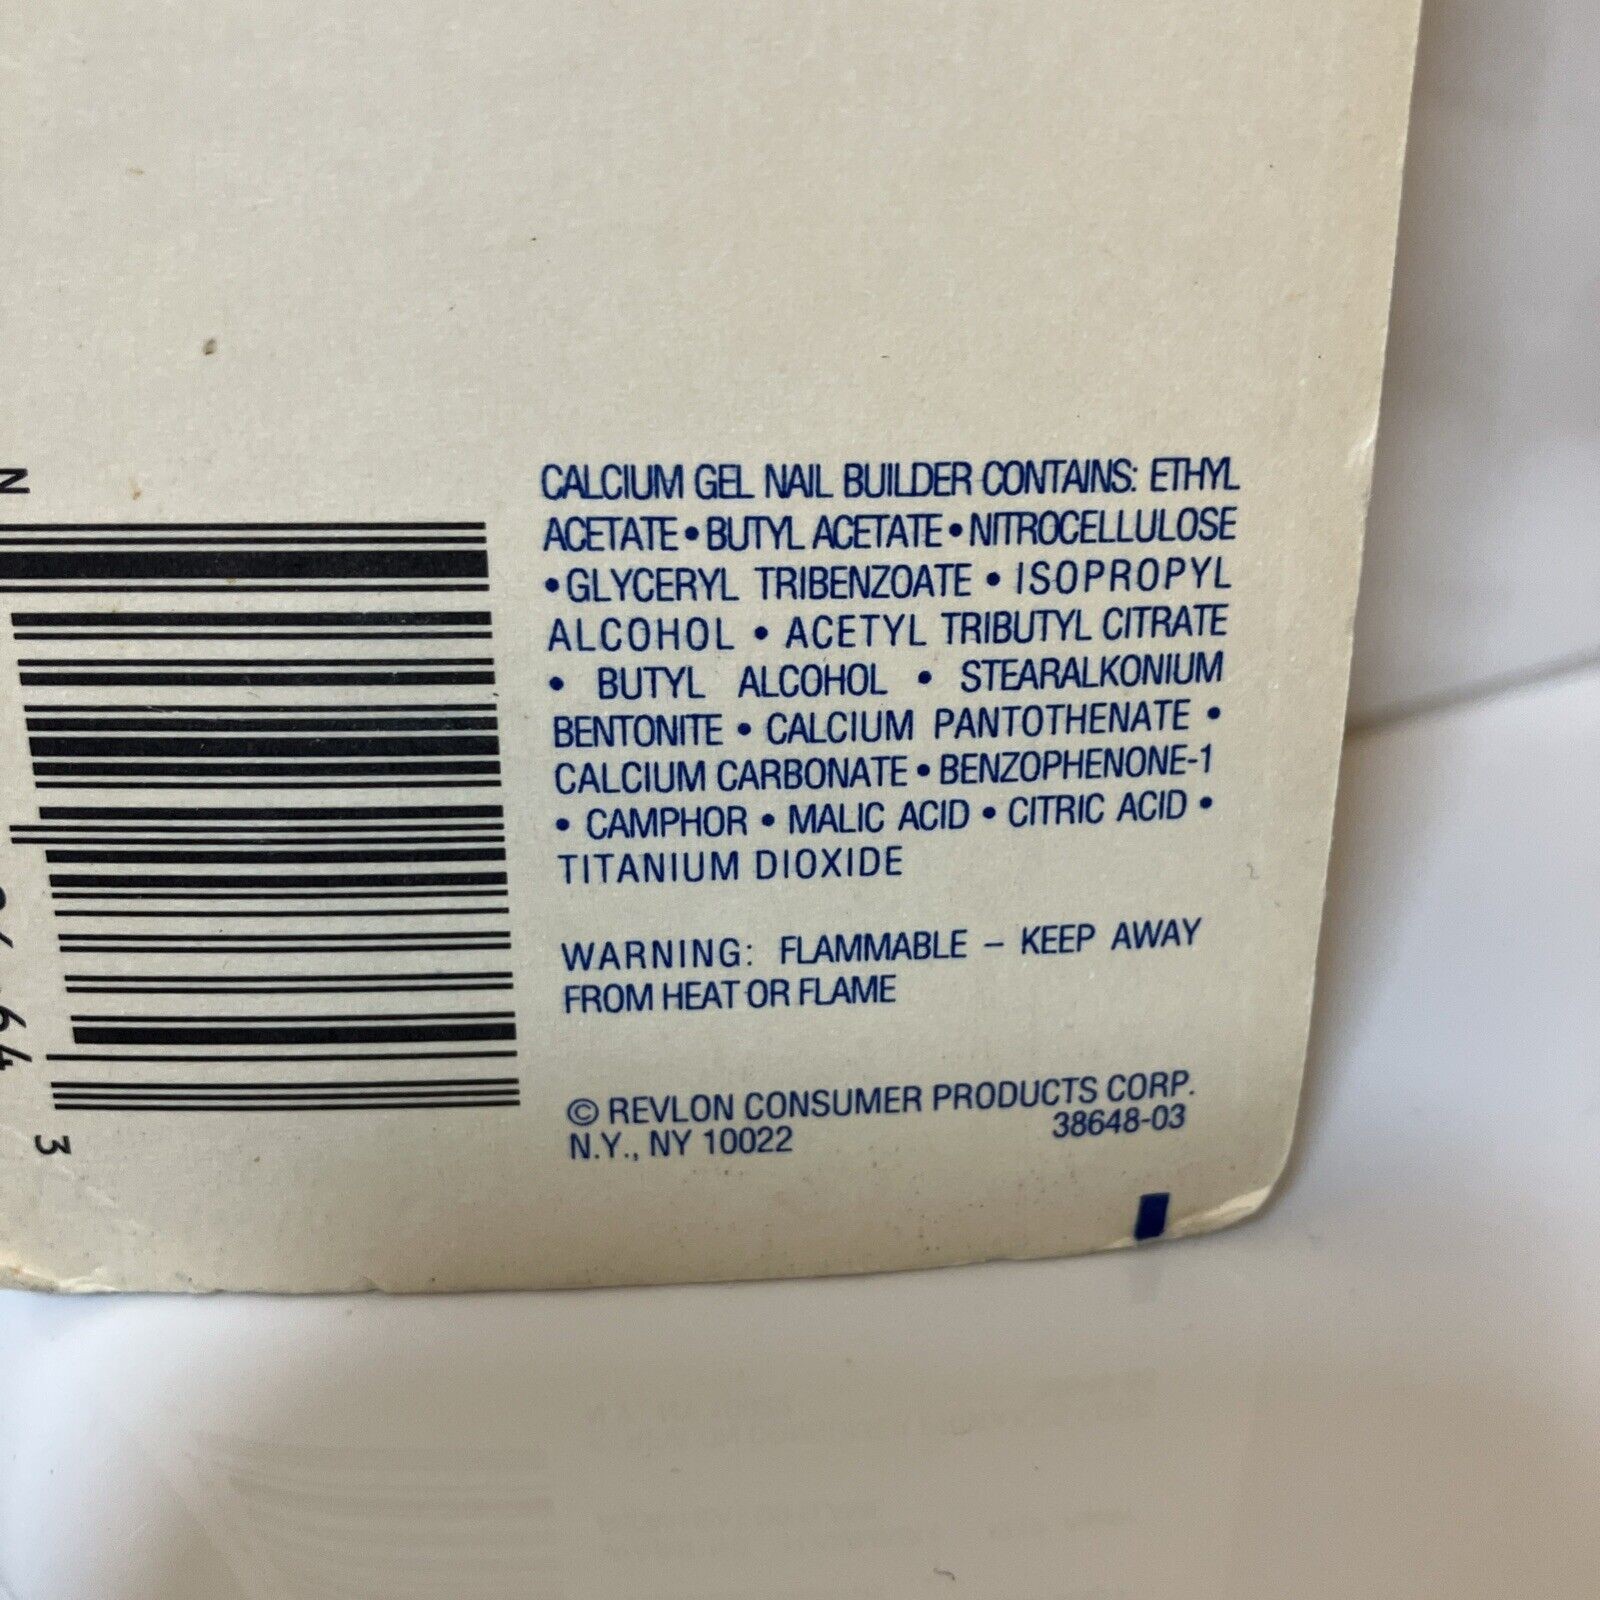 CALCIUM GEL NAIL BUILDER CONTAINS: ETHYL
ACETATE • BUTYL ACETATE • NITROCELLULOSE
• GLYCERYL TRIBENZOATE • ISOPROPYL
ALCOHOL • ACETYL TRIBUTYL CITRATE
• BUTYL ALCOHOL • STEARALKONIUM
BENTONITE • CALCIUM PANTOTHENATE •
CALCIUM CARBONATE • BENZOPHENONE-1
• CAMPHOR • MALIC ACID • CITRIC ACID •
TITANIUM DIOXIDE
WARNING: FLAMMABLE – KEEP AWAY
FROM HEAT OR FLAME
© REVLON CONSUMER PRODUCTS CORP.
N.Y., NY 10022 38648-03
N
3